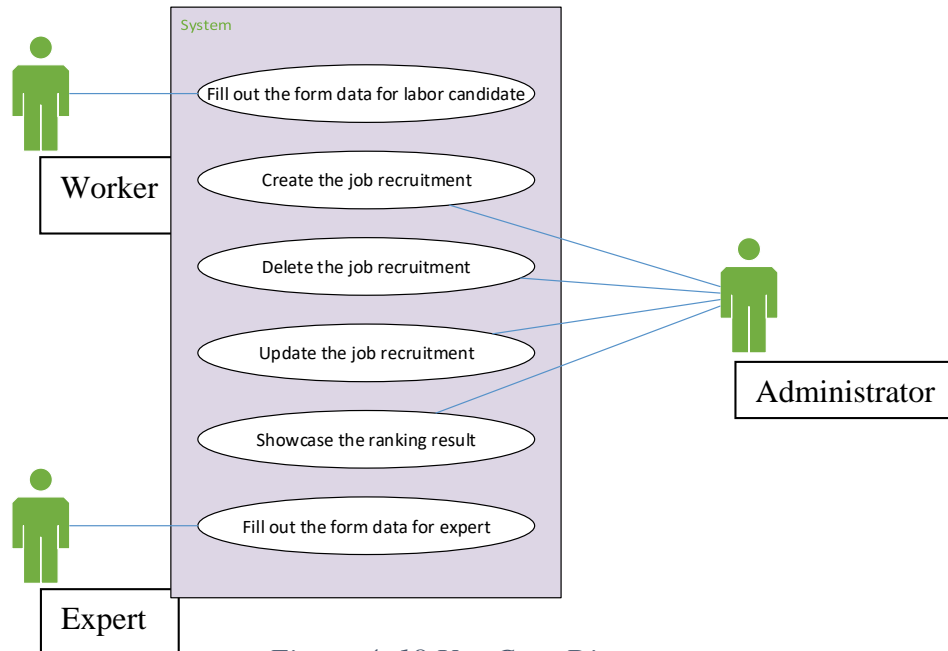 System
Fill out the form data for labor candidate
Worker
Create the job recruitment
Delete the job recruitment
Update the job recruitment
Administrator
Showcase the ranking result
Fill out the form data for expert
Expert